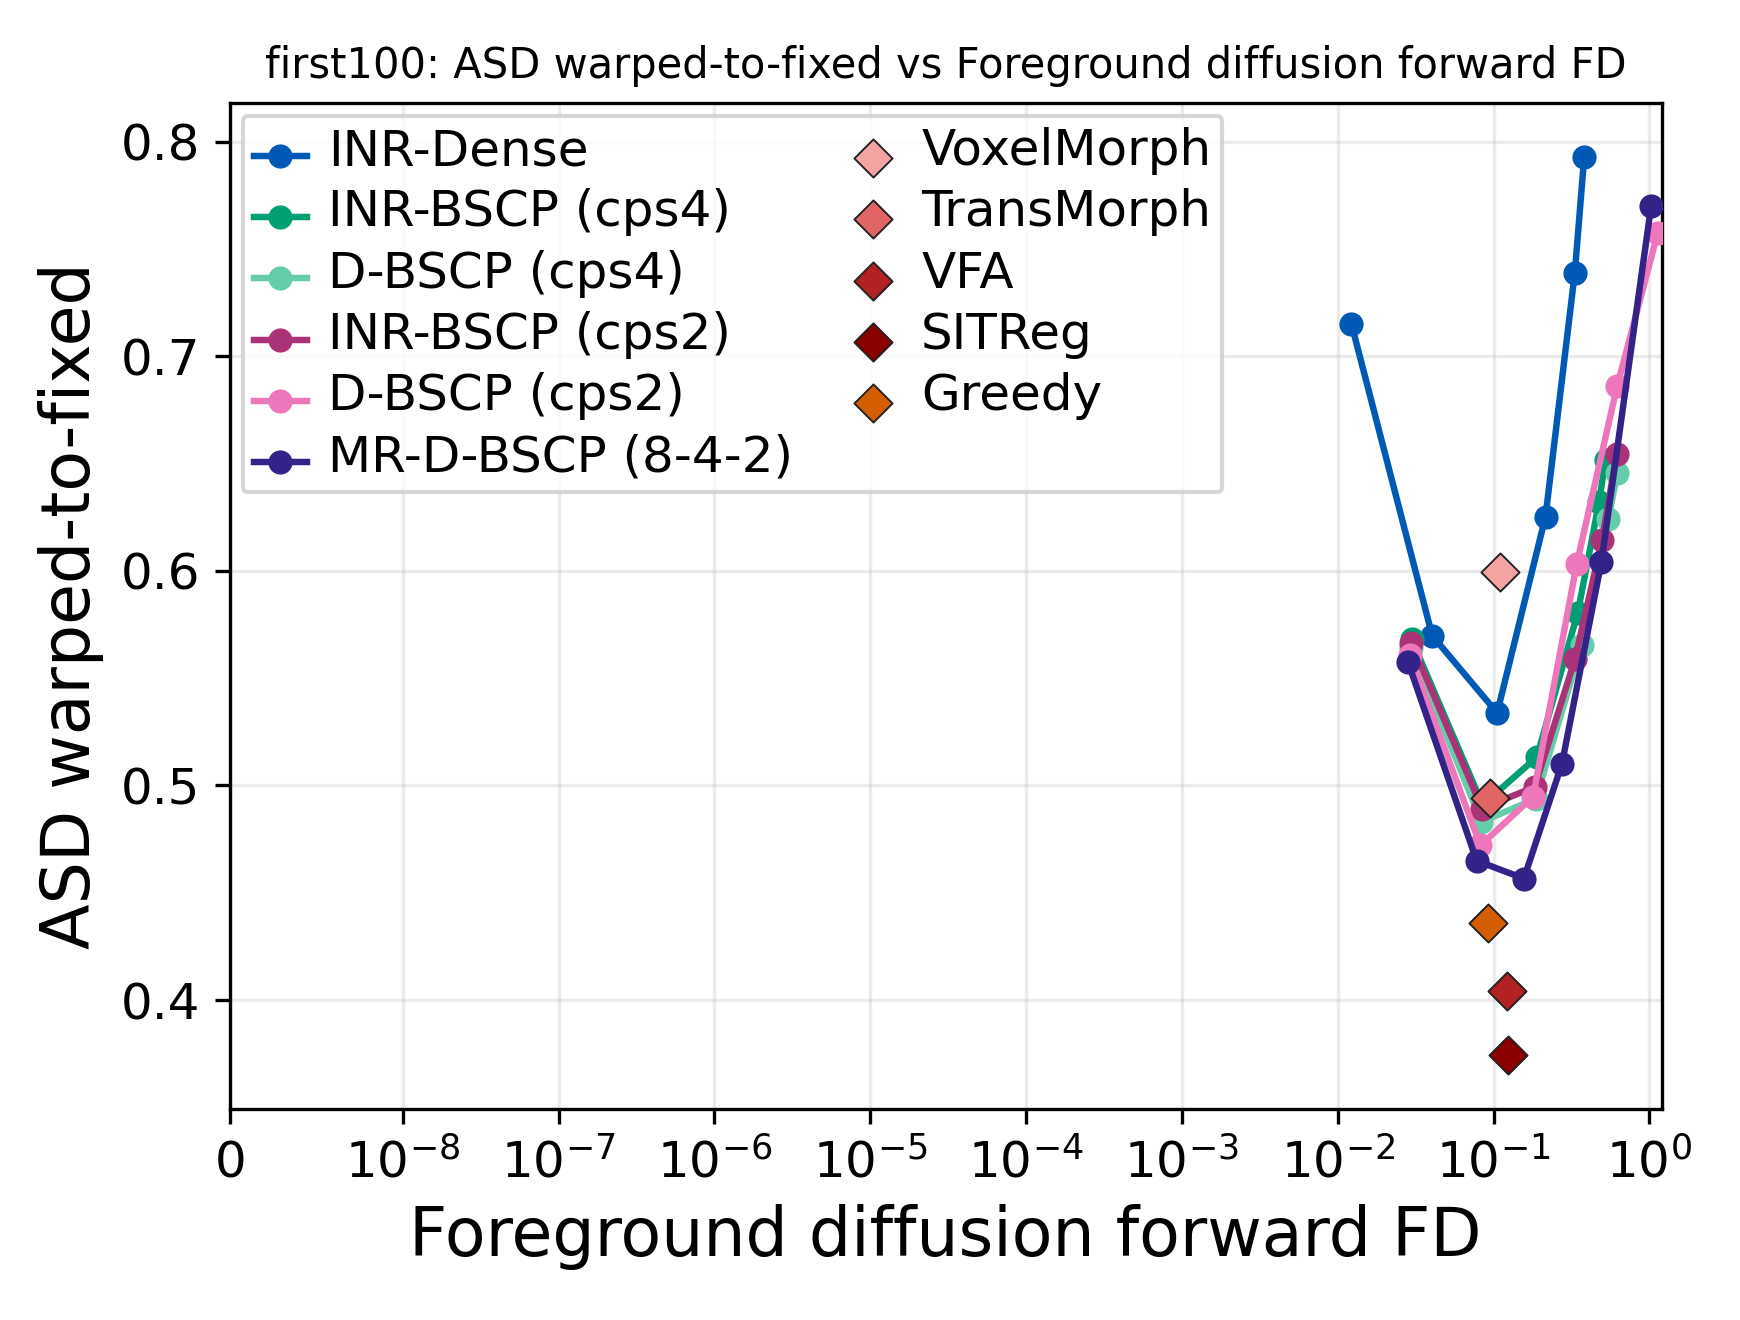 first100: ASD warped-to-fixed vs Foreground diffusion forward FD
ASD warped-to-fixed
0.8
0.7
0.6
0.5
0.4
INR-Dense
INR-BSCP (cps4)
D-BSCP (cps4)
INR-BSCP (cps2)
D-BSCP (cps2)
MR-D-BSCP (8-4-2)
VoxelMorph
TransMorph
VFA
SITReg
Greedy
0 10⁻⁸ 10⁻⁷ 10⁻⁶ 10⁻⁵ 10⁻⁴ 10⁻³ 10⁻² 10⁻¹ 10⁰
Foreground diffusion forward FD